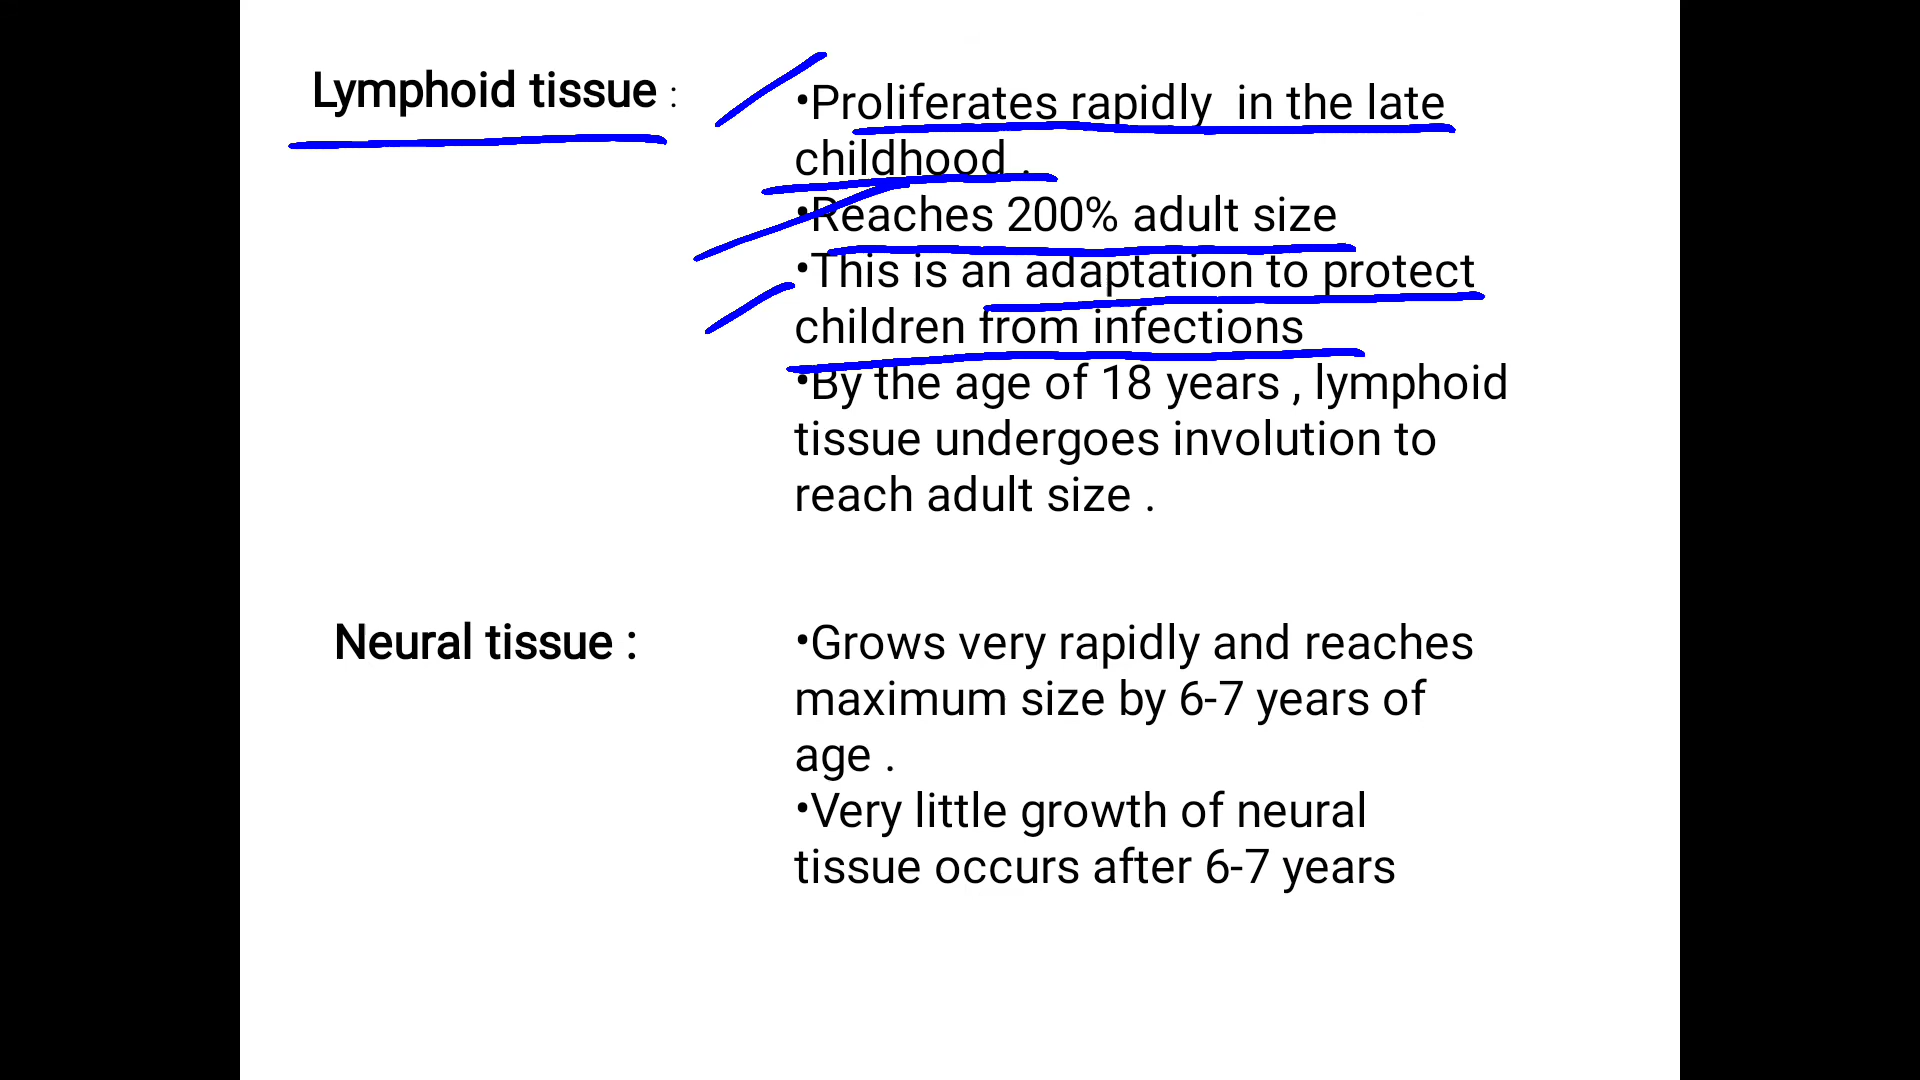 Lymphoid tissue :
•Proliferates rapidly in the late
childhood .
•Reaches 200% adult size
•This is an adaptation to protect
children from infections
•By the age of 18 years , lymphoid
tissue undergoes involution to
reach adult size .
Neural tissue :
•Grows very rapidly and reaches
maximum size by 6-7 years of
age .
•Very little growth of neural
tissue occurs after 6-7 years